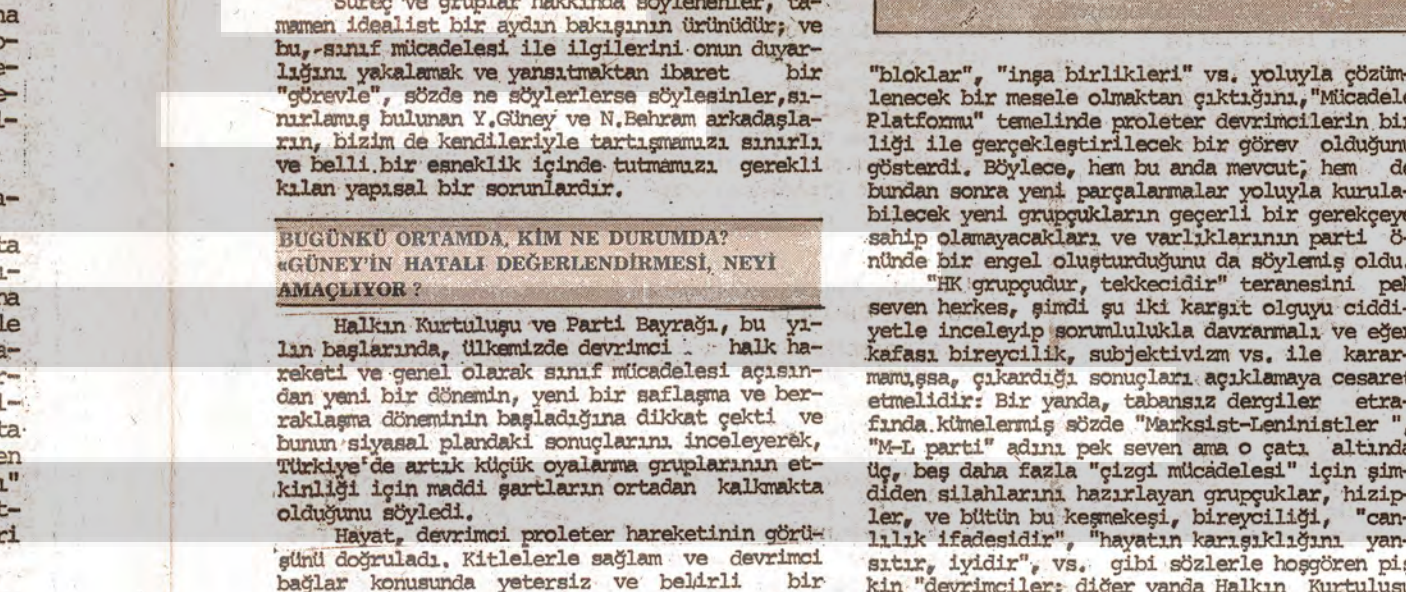 Süreç ve gruplar hakkında söylenenler, ta-
mamen idealist bir aydın bakışının ürünüdür; ve
bu, sınıf mücadelesi ile ilgilerini onun duyar-
lığını yakalamak ve yansıtmaktan ibaret bir
"görevle", sözde ne söylerlerse söylesinler,sı-
nırlamış bulunan Y.Güney ve N.Behram arkadaşla-
rın, bizim de kendileriyle tartışmamızı sınırlı
ve belli bir esneklik içinde tutmamızı gerekli
kılan yapısal bir sorunlardır.
BUGÜNKÜ ORTAMDA, KİM NE DURUMDA?
«GÜNEY'İN HATALI DEĞERLENDİRMESİ, NEYİ
AMAÇLIYOR ?
Halkın Kurtuluşu ve Parti Bayrağı, bu yı-
lın başlarında, ülkemizde devrimci halk ha-
reketi ve genel olarak sınıf mücadelesi açısın-
dan yeni bir dönemin, yeni bir saflaşma ve ber-
raklaşma döneminin başladığına dikkat çekti ve
bunun siyasal plandaki sonuçlarını inceleyerek,
Türkiye'de artık küçük oyalanma gruplarının et-
kinliği için maddi şartların ortadan kalkmakta
olduğunu söyledi.
Hayat, devrimci proleter hareketinin görü-
şünü doğruladı. Kitlelerle sağlam ve devrimci
bağlar konusunda yetersiz ve belirli bir
"bloklar", "inşa birlikleri" vs. yoluyla çözüm-
lenecek bir mesele olmaktan çıktığını,"Mücadele
Platformu" temelinde proleter devrimcilerin bir
liği ile gerçekleştirilecek bir görev olduğunu
gösterdi. Böylece, hem bu anda mevcut, hem de
bundan sonra yeni parçalanmalar yoluyla kurula-
bilecek yeni grupçukların geçerli bir gerekçeye
sahip olamayacakları ve varlıklarının parti ö-
nünde bir engel oluşturduğunu da söylemiş oldu.
"HK grupçudur, tekkecidir" teranesini pek
seven herkes, şimdi şu iki karşıt olguyu ciddi-
yetle inceleyip sorumlulukla davranmalı ve eğer
kafası bireycilik, subjektivizm vs. ile karar-
mamışsa, çıkardığı sonuçları açıklamaya cesaret
etmelidir: Bir yanda, tabansız dergiler etra-
fında kümelenmiş sözde "Marksist-Leninistler ",
"M-L parti" adını pek seven ama o çatı altında
üç, beş daha fazla "çizgi mücadelesi" için şim-
diden silahlarını hazırlayan grupçuklar, hizip-
ler, ve bütün bu keşmekeşi, bireyciliği, "can-
lılık ifadesidir", "hayatın karışıklığını yan-
sıtır, iyidir", vs. gibi sözlerle hoşgören piş
kin "devrimciler; diğer yanda Halkın Kurtuluşu